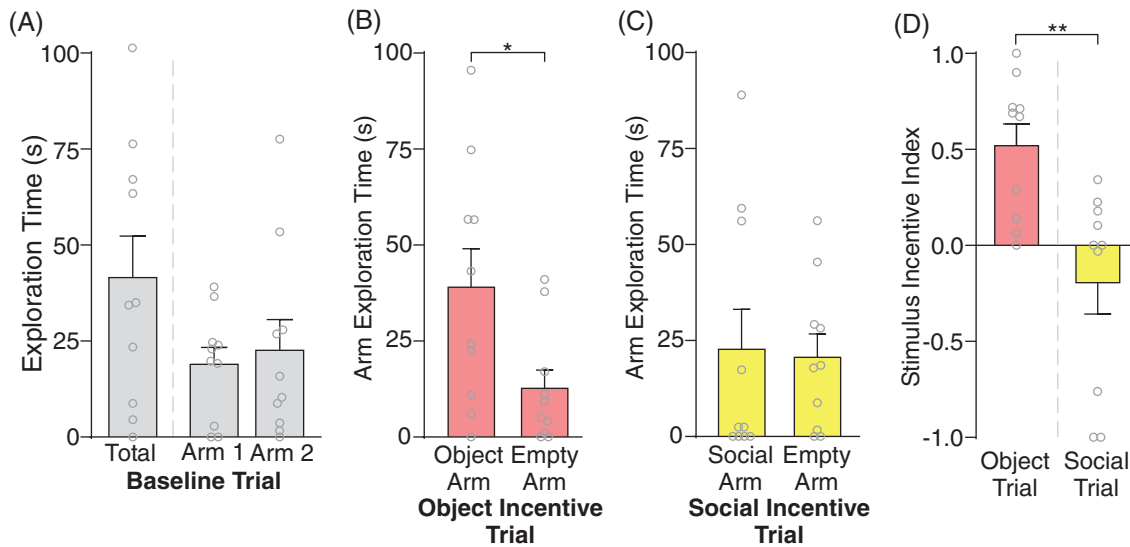 (A)
Exploration Time (s)
100
75
50
25
0
Total
Arm 1
Arm 2
Baseline Trial
(B)
Arm Exploration Time (s)
100
75
50
25
0
*
Object
Arm
Empty
Arm
Object Incentive
Trial
(C)
Arm Exploration Time (s)
100
75
50
25
0
Social
Arm
Empty
Arm
Social Incentive
Trial
(D)
Stimulus Incentive Index
1.0
0.5
0.0
-0.5
-1.0
**
Object
Trial
Social
Trial